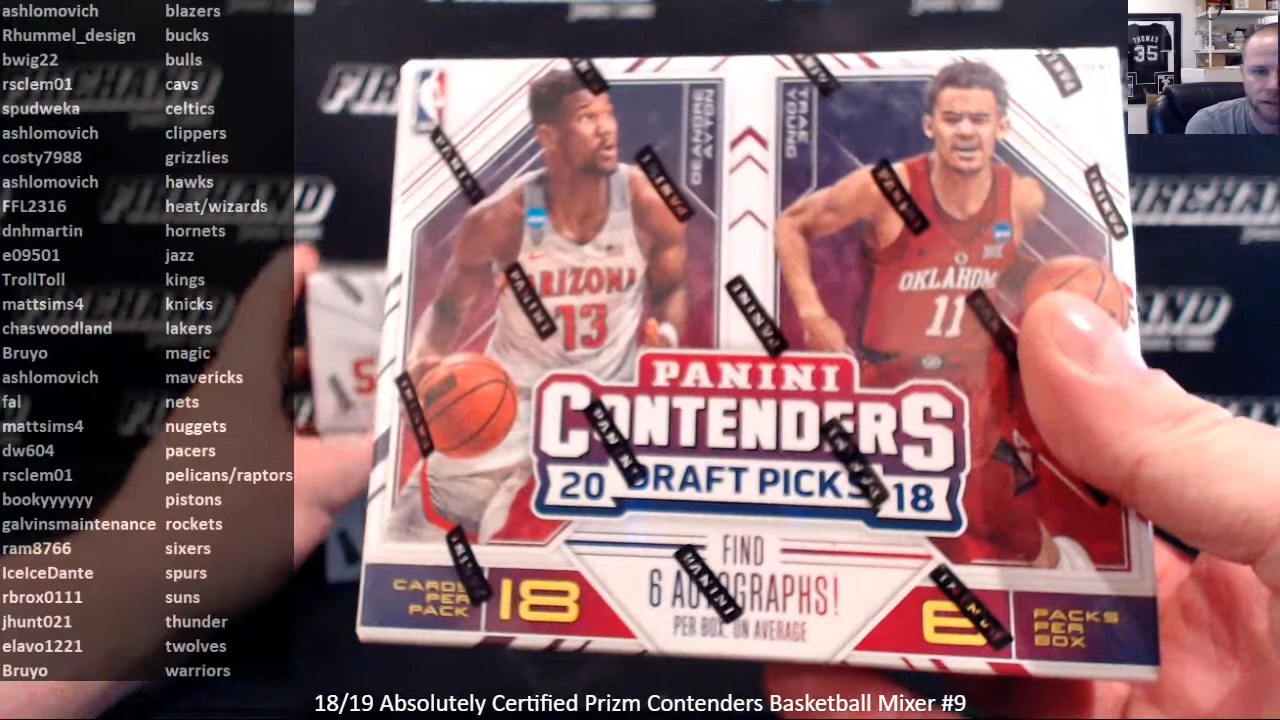 ashlomovich blazers
Rhummel_design bucks
bwig22 bulls
rsclem01 cavs
spudweka celtics
ashlomovich clippers
costy7988 grizzlies
ashlomovich hawks
FFL2316 heat/wizards
dnhmartin hornets
e09501 jazz
TrollToll kings
mattsims4 knicks
chaswoodland lakers
Bruyo magic
ashlomovich mavericks
fal nets
mattsims4 nuggets
dw604 pacers
rsclem01 pelicans/raptors
bookyyyyyy pistons
galvinsmaintenance rockets
ram8766 sixers
IceIceDante spurs
rbrox0111 suns
jhunt021 thunder
elavo1221 twolves
Bruyo warriors
THOMAS
35
FIREHAND
DEANDRE AYTON
TRAE YOUNG
ARIZONA
13
OKLAHOMA
11
PANINI
CONTENDERS
20 DRAFT PICKS 18
FIND
6 AUTOGRAPHS!
PER BOX, ON AVERAGE
CARDS PER PACK 18
6 PACKS PER BOX
PANINI
18/19 Absolutely Certified Prizm Contenders Basketball Mixer #9